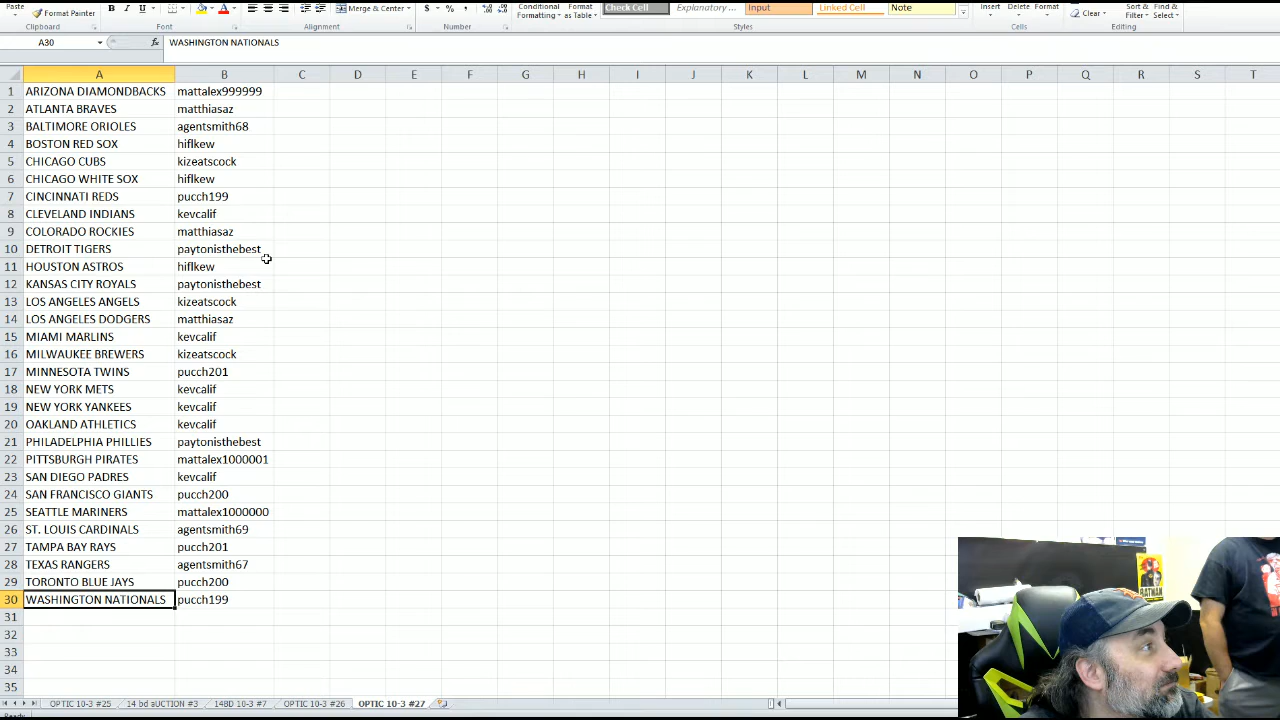 Paste
Format Painter
B I U
Merge & Center
$ % ,
Conditional Format
Formatting as Table
Check Cell Explanatory ... Input Linked Cell Note
Insert Delete Format
Clear
Sort & Find &
Filter Select
Clipboard Font Alignment Number Styles Cells Editing
A30 fx WASHINGTON NATIONALS
A B C D E F G H I J K L M N O P Q R S T
1 ARIZONA DIAMONDBACKS mattalex999999
2 ATLANTA BRAVES matthiasaz
3 BALTIMORE ORIOLES agentsmith68
4 BOSTON RED SOX hiflkew
5 CHICAGO CUBS kizeatscock
6 CHICAGO WHITE SOX hiflkew
7 CINCINNATI REDS pucch199
8 CLEVELAND INDIANS kevcalif
9 COLORADO ROCKIES matthiasaz
10 DETROIT TIGERS paytonisthebest
11 HOUSTON ASTROS hiflkew
12 KANSAS CITY ROYALS paytonisthebest
13 LOS ANGELES ANGELS kizeatscock
14 LOS ANGELES DODGERS matthiasaz
15 MIAMI MARLINS kevcalif
16 MILWAUKEE BREWERS kizeatscock
17 MINNESOTA TWINS pucch201
18 NEW YORK METS kevcalif
19 NEW YORK YANKEES kevcalif
20 OAKLAND ATHLETICS kevcalif
21 PHILADELPHIA PHILLIES paytonisthebest
22 PITTSBURGH PIRATES mattalex1000001
23 SAN DIEGO PADRES kevcalif
24 SAN FRANCISCO GIANTS pucch200
25 SEATTLE MARINERS mattalex1000000
26 ST. LOUIS CARDINALS agentsmith69
27 TAMPA BAY RAYS pucch201
28 TEXAS RANGERS agentsmith67
29 TORONTO BLUE JAYS pucch200
30 WASHINGTON NATIONALS pucch199
31
32
33
34
35
BATMAN
OPTIC 10-3 #25 14 bd aUCTION #3 14BD 10-3 #7 OPTIC 10-3 #26 OPTIC 10-3 #27
Ready